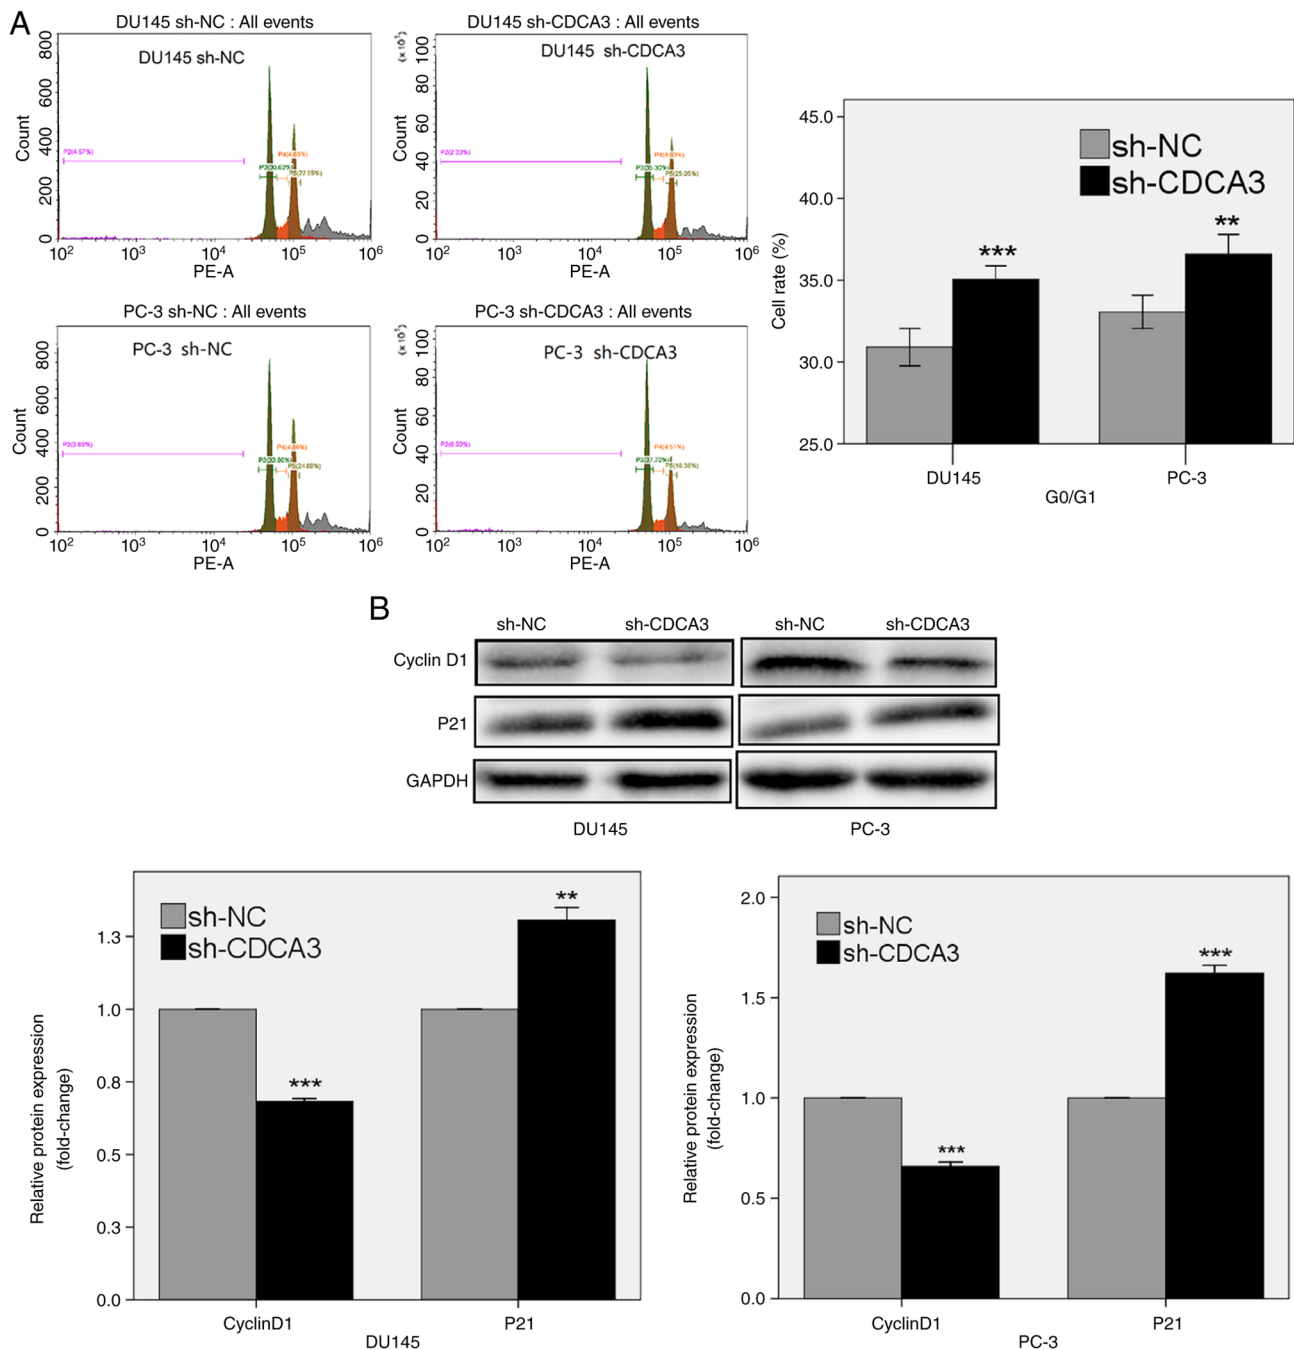 A
DU145 sh-NC : All events
DU145 sh-NC
Count
800
600
400
200
0
P2(4.97%)
P4(4.83%)
10² 10³ 10⁴ 10⁵ 10⁶
PE-A
DU145 sh-CDCA3 : All events
DU145 sh-CDCA3
(×10¹)
Count
100
80
60
40
20
0
P2(2.23%)
10² 10³ 10⁴ 10⁵ 10⁶
PE-A
PC-3 sh-NC : All events
PC-3 sh-NC
Count
800
600
400
200
0
10² 10³ 10⁴ 10⁵ 10⁶
PE-A
PC-3 sh-CDCA3 : All events
PC-3 sh-CDCA3
(×10¹)
Count
100
80
60
40
20
0
10² 10³ 10⁴ 10⁵ 10⁶
PE-A
Cell rate (%)
45.0
40.0
35.0
30.0
25.0
sh-NC
sh-CDCA3
***
**
DU145 PC-3
G0/G1
B
sh-NC sh-CDCA3 sh-NC sh-CDCA3
Cyclin D1
P21
GAPDH
DU145 PC-3
Relative protein expression
(fold-change)
1.3
1.0
0.8
0.5
0.3
0.0
sh-NC
sh-CDCA3
***
**
CyclinD1 P21
DU145
Relative protein expression
(fold-change)
2.0
1.5
1.0
0.5
0.0
sh-NC
sh-CDCA3
***
***
CyclinD1 P21
PC-3